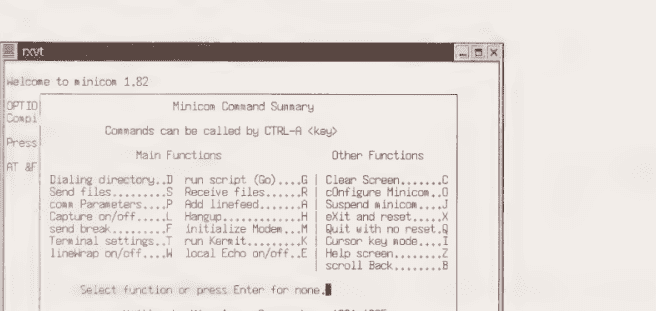 rxvt
Welcome to minicom 1.82
OPTIO
Compi
Press
AT &F
Minicom Command Summary
Commands can be called by CTRL-A <key>
Main Functions Other Functions
Dialing directory..D run script (Go)....G | Clear Screen.......C
Send files.........S Receive files......R | cOnfigure Minicom..O
comm Parameters....P Add linefeed.......A | Suspend minicom....J
Capture on/off.....L Hangup.............H | eXit and reset.....X
send break.........F initialize Modem...M | Quit with no reset.Q
Terminal settings..T run Kermit.........K | Cursor key mode....I
lineWrap on/off....W local Echo on/off..E | Help screen........Z
scroll Back........B
Select function or press Enter for none.